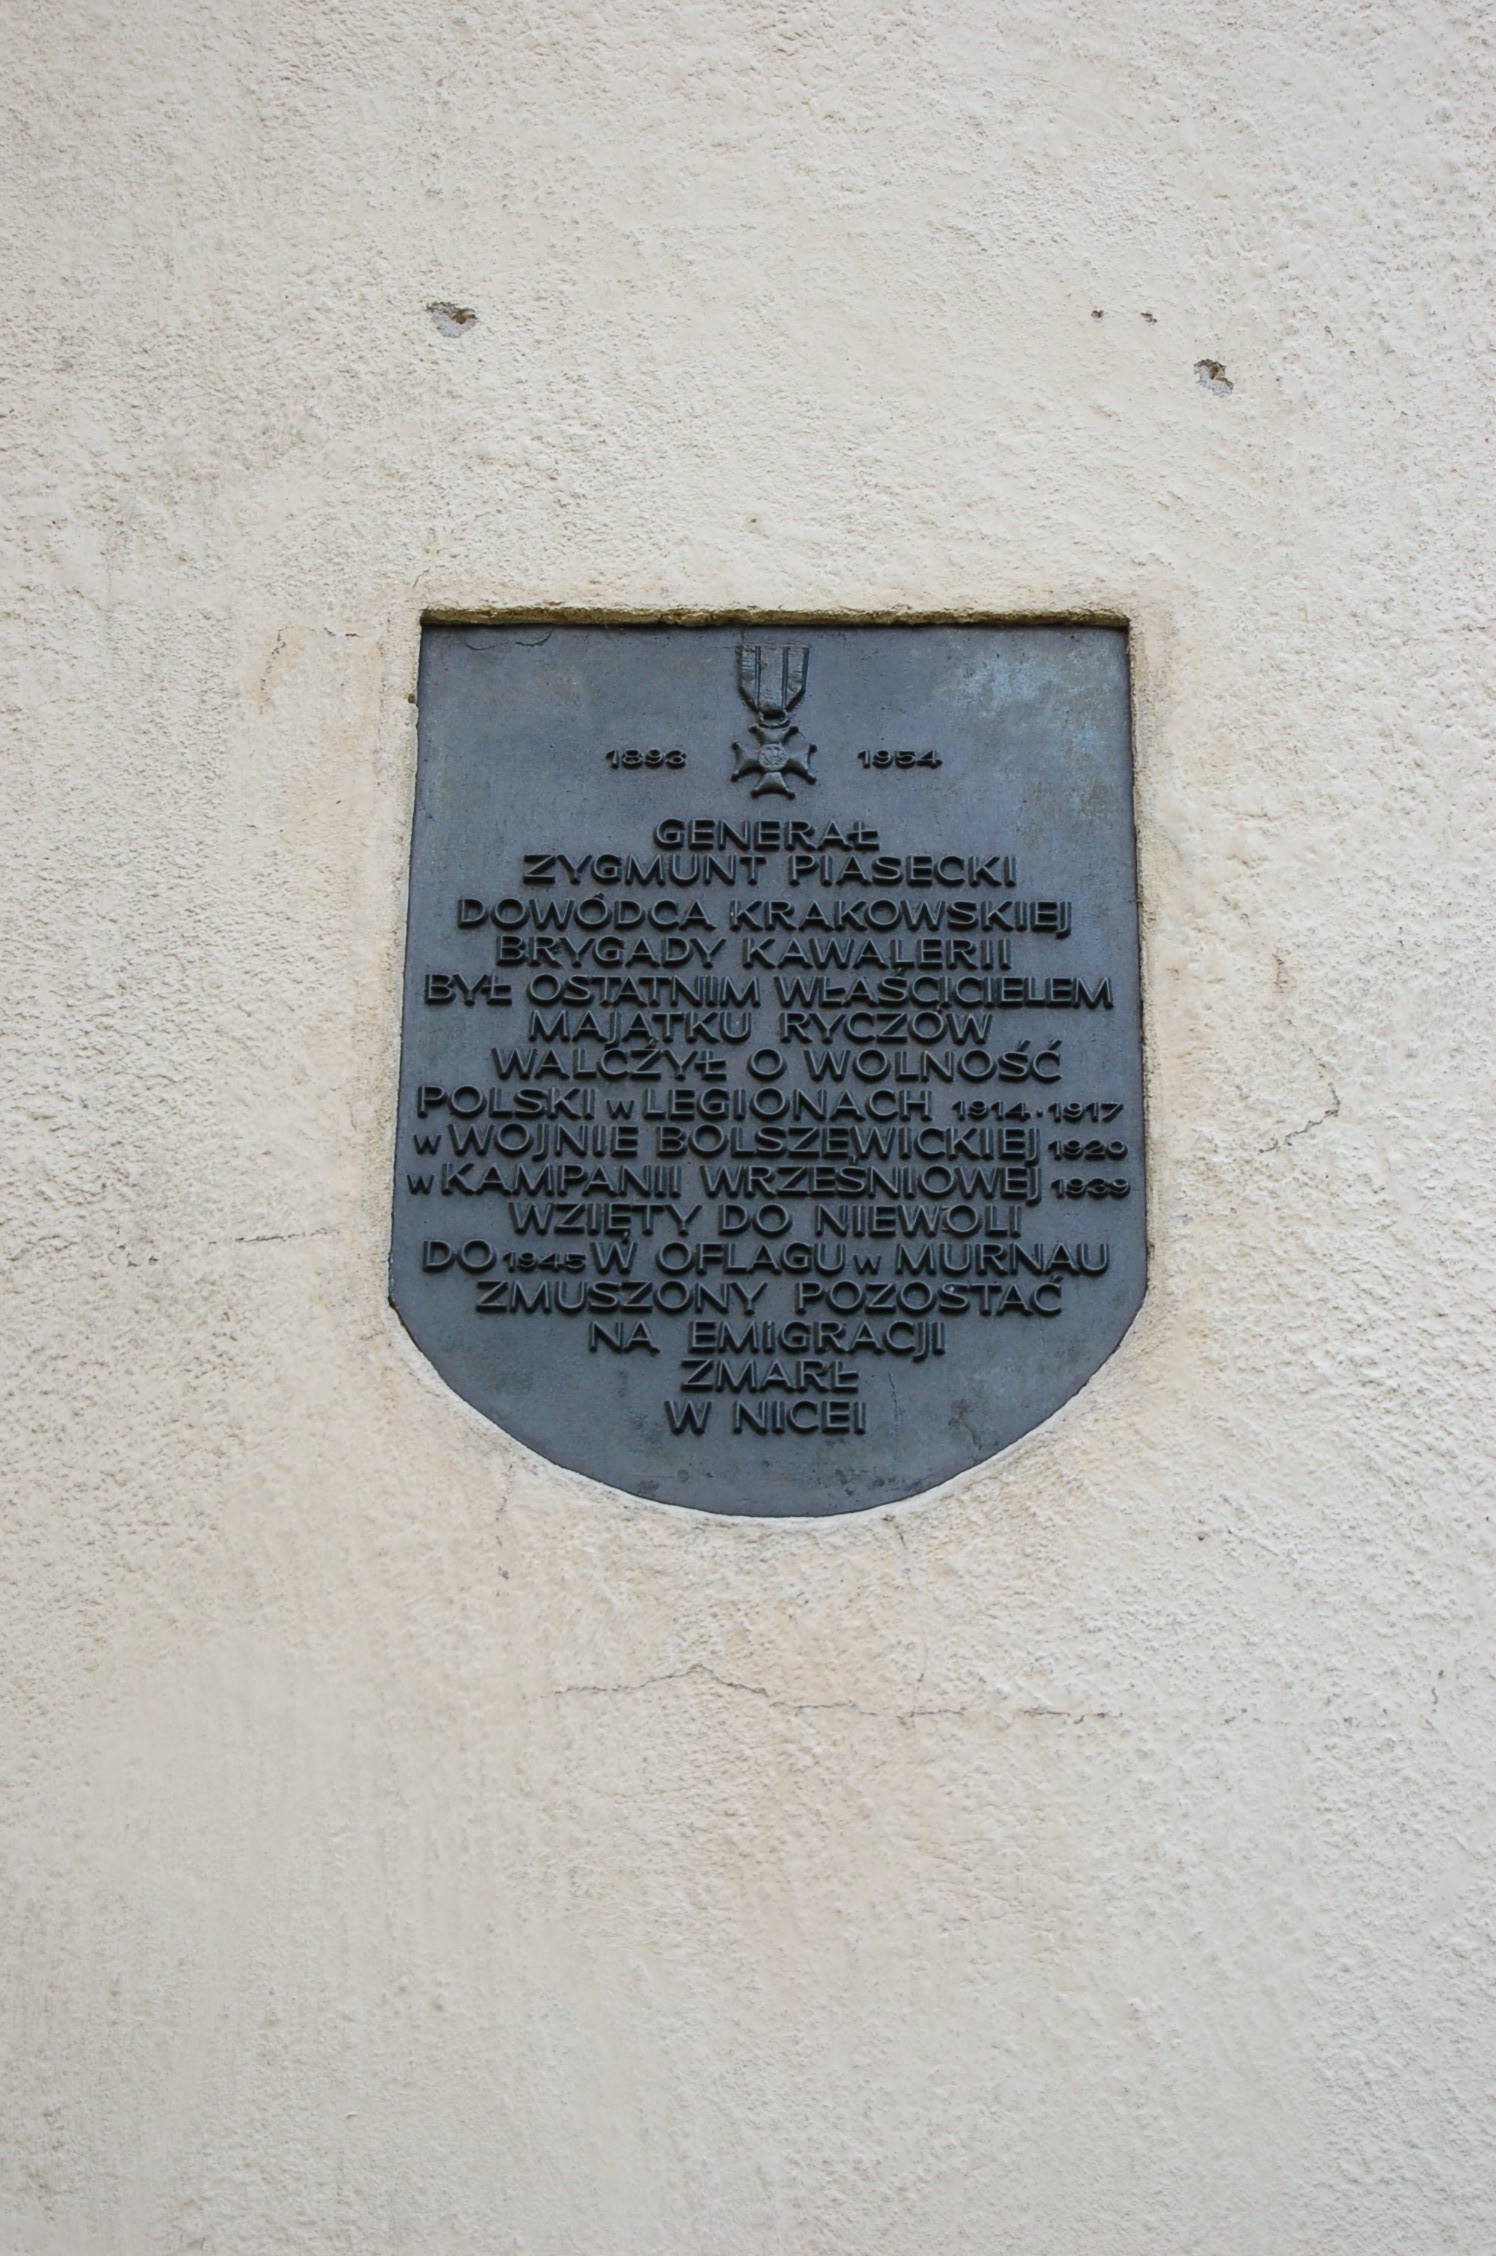 1893 1954
GENERAŁ
ZYGMUNT PIASECKI
DOWÓDCA KRAKOWSKIEJ
BRYGADY KAWALERII
BYŁ OSTATNIM WŁAŚCICIELEM
MAJĄTKU RYCZÓW
WALCZYŁ O WOLNOŚĆ
POLSKI w LEGIONACH 1914·1917
w WOJNIE BOLSZEWICKIEJ 1920
w KAMPANII WRZEŚNIOWEJ 1939
WZIĘTY DO NIEWOLI
DO 1945 W OFLAGU w MURNAU
ZMUSZONY POZOSTAĆ
NA EMIGRACJI
ZMARŁ
W NICEI